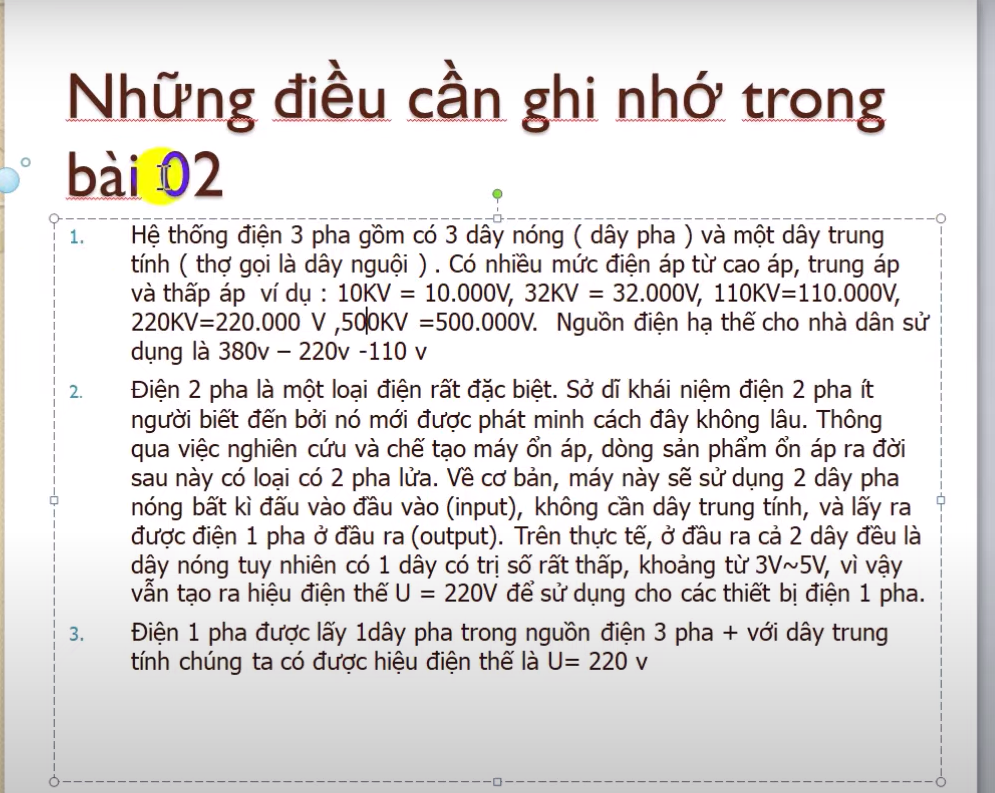 Những điều cần ghi nhớ trong
bài 02
1. Hệ thống điện 3 pha gồm có 3 dây nóng ( dây pha ) và một dây trung
tính ( thợ gọi là dây nguội ) . Có nhiều mức điện áp từ cao áp, trung áp
và thấp áp ví dụ : 10KV = 10.000V, 32KV = 32.000V, 110KV=110.000V,
220KV=220.000 V ,500KV =500.000V. Nguồn điện hạ thế cho nhà dân sử
dụng là 380v – 220v -110 v
2. Điện 2 pha là một loại điện rất đặc biệt. Sở dĩ khái niệm điện 2 pha ít
người biết đến bởi nó mới được phát minh cách đây không lâu. Thông
qua việc nghiên cứu và chế tạo máy ổn áp, dòng sản phẩm ổn áp ra đời
sau này có loại có 2 pha lửa. Về cơ bản, máy này sẽ sử dụng 2 dây pha
nóng bất kì đấu vào đầu vào (input), không cần dây trung tính, và lấy ra
được điện 1 pha ở đầu ra (output). Trên thực tế, ở đầu ra cả 2 dây đều là
dây nóng tuy nhiên có 1 dây có trị số rất thấp, khoảng từ 3V~5V, vì vậy
vẫn tạo ra hiệu điện thế U = 220V để sử dụng cho các thiết bị điện 1 pha.
3. Điện 1 pha được lấy 1dây pha trong nguồn điện 3 pha + với dây trung
tính chúng ta có được hiệu điện thế là U= 220 v